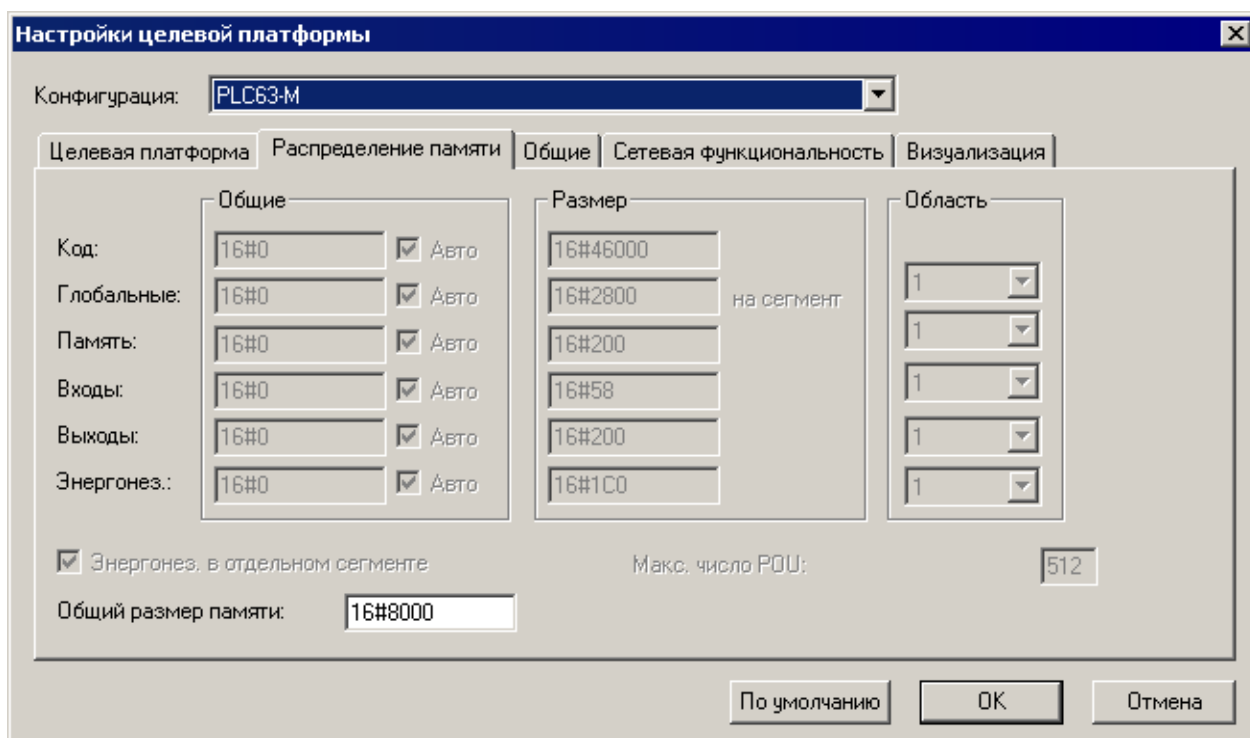 Настройки целевой платформы
Конфигурация: PLC63-M
Целевая платформа Распределение памяти Общие Сетевая функциональность Визуализация
Общие Размер Область
Код: 16#0 Авто 16#46000
Глобальные: 16#0 Авто 16#2800 на сегмент 1
Память: 16#0 Авто 16#200 1
Входы: 16#0 Авто 16#58 1
Выходы: 16#0 Авто 16#200 1
Энергонез.: 16#0 Авто 16#1C0 1
Энергонез. в отдельном сегменте Макс. число POU: 512
Общий размер памяти: 16#8000
По умолчанию OK Отмена